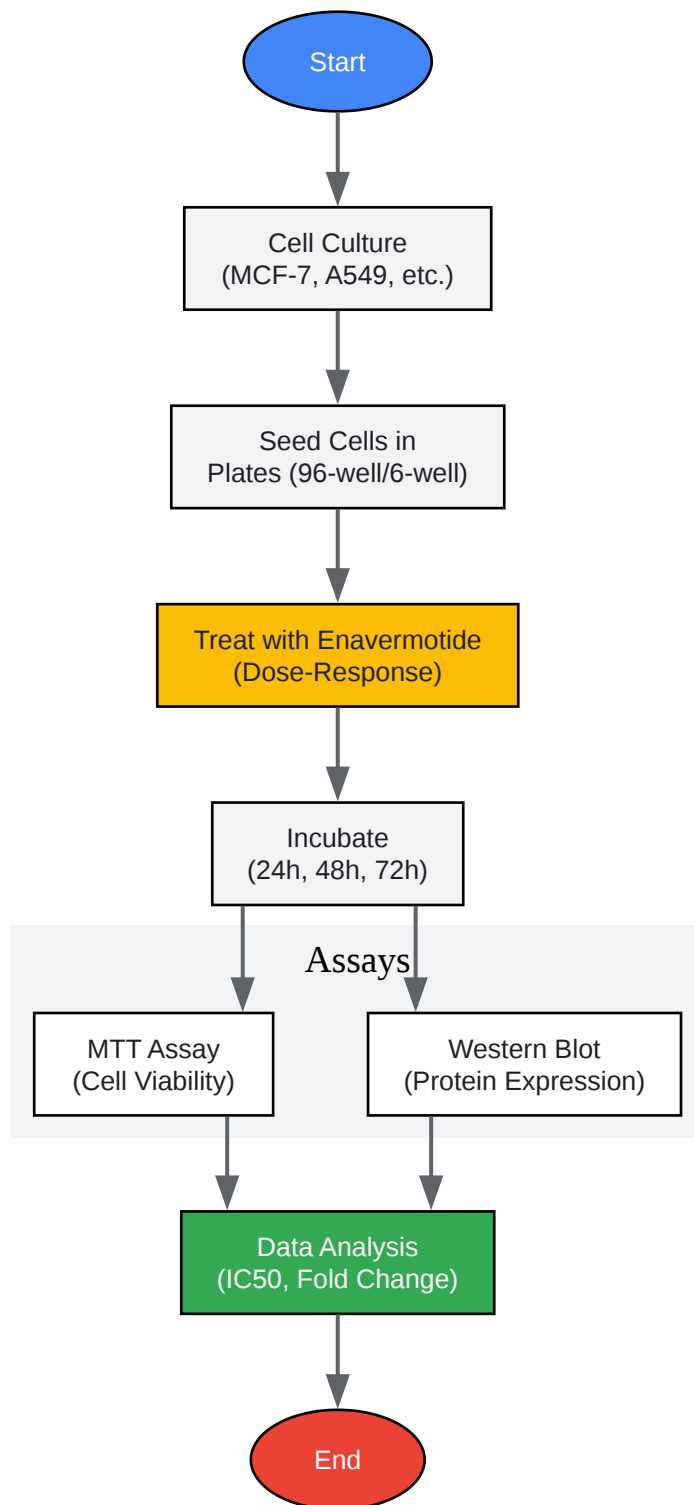 Start
Cell Culture
(MCF-7, A549, etc.)
Seed Cells in
Plates (96-well/6-well)
Treat with Enavermotide
(Dose-Response)
Incubate
(24h, 48h, 72h)
Assays
MTT Assay
(Cell Viability)
Western Blot
(Protein Expression)
Data Analysis
(IC50, Fold Change)
End